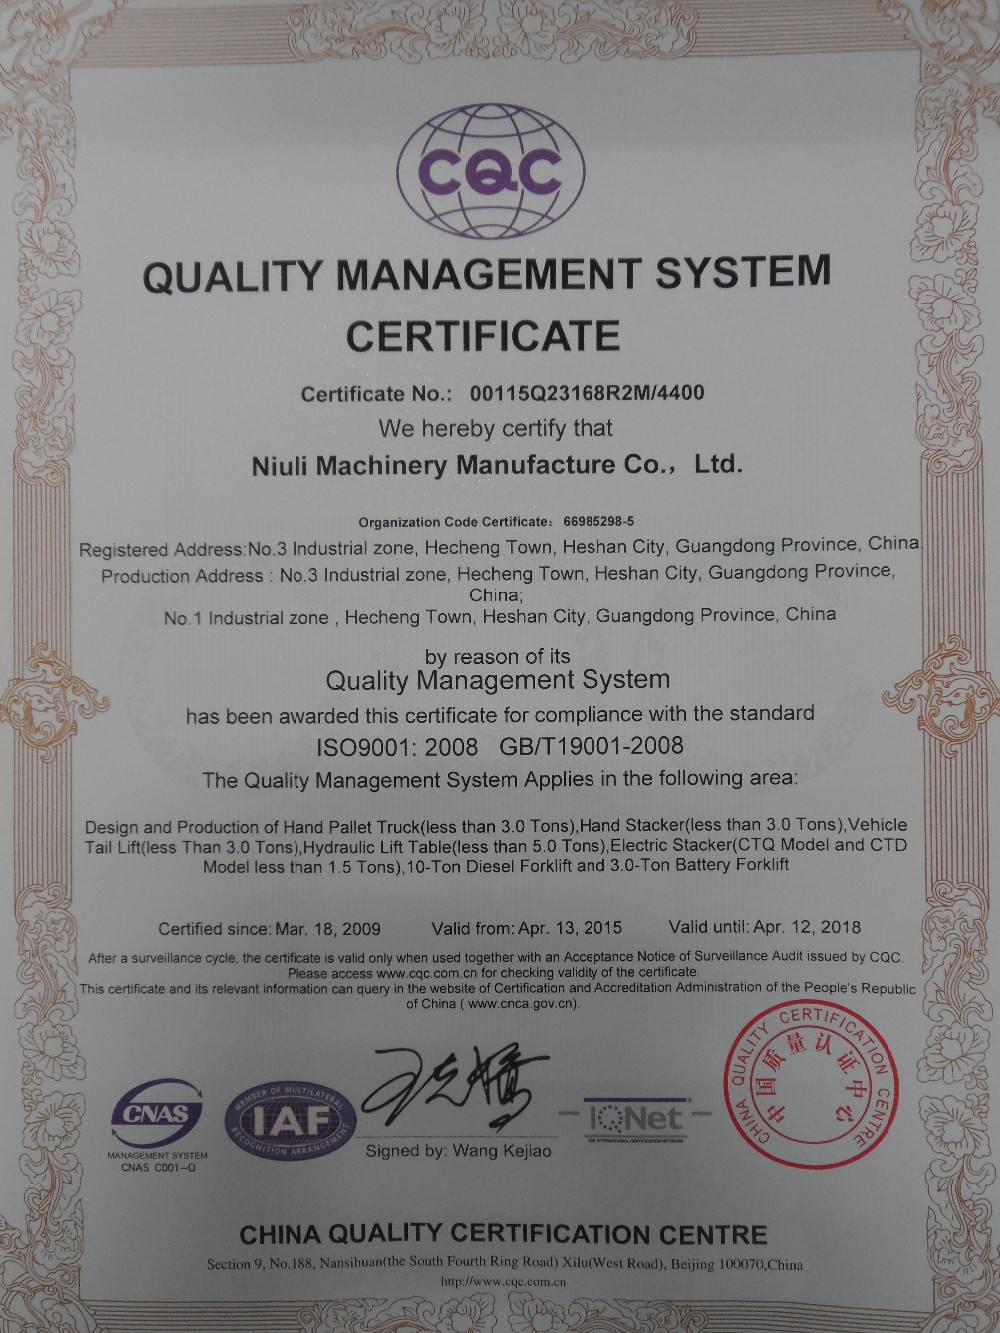 CQC
QUALITY MANAGEMENT SYSTEM
CERTIFICATE
Certificate No.: 00115Q23168R2M/4400
We hereby certify that
Niuli Machinery Manufacture Co., Ltd.
Organization Code Certificate: 66985298-5
Registered Address:No.3 Industrial zone, Hecheng Town, Heshan City, Guangdong Province, China
Production Address : No.3 Industrial zone, Hecheng Town, Heshan City, Guangdong Province,
China;
No.1 Industrial zone , Hecheng Town, Heshan City, Guangdong Province, China
by reason of its
Quality Management System
has been awarded this certificate for compliance with the standard
ISO9001: 2008 GB/T19001-2008
The Quality Management System Applies in the following area:
Design and Production of Hand Pallet Truck(less than 3.0 Tons),Hand Stacker(less than 3.0 Tons),Vehicle
Tail Lift(less Than 3.0 Tons),Hydraulic Lift Table(less than 5.0 Tons),Electric Stacker(CTQ Model and CTD
Model less than 1.5 Tons),10-Ton Diesel Forklift and 3.0-Ton Battery Forklift
Certified since: Mar. 18, 2009 Valid from: Apr. 13, 2015 Valid until: Apr. 12, 2018
After a surveillance cycle, the certificate is valid only when used together with an Acceptance Notice of Surveillance Audit issued by CQC.
Please access www.cqc.com.cn for checking validity of the certificate.
This certificate and its relevant information can query in the website of Certification and Accreditation Administration of the People's Republic
of China ( www.cnca.gov.cn).
CHINA QUALITY CERTIFICATION CENTRE
中国质量认证中心
CNAS
MANAGEMENT SYSTEM
CNAS C001-Q
MEMBER OF MULTILATERAL
IAF
RECOGNITION ARRANGEMENT
Signed by: Wang Kejiao
IQNet
THE INTERNATIONAL CERTIFICATION NETWORK
CHINA QUALITY CERTIFICATION CENTRE
Section 9, No.188, Nansihuan(the South Fourth Ring Road) Xilu(West Road), Beijing 100070,China
http://www.cqc.com.cn